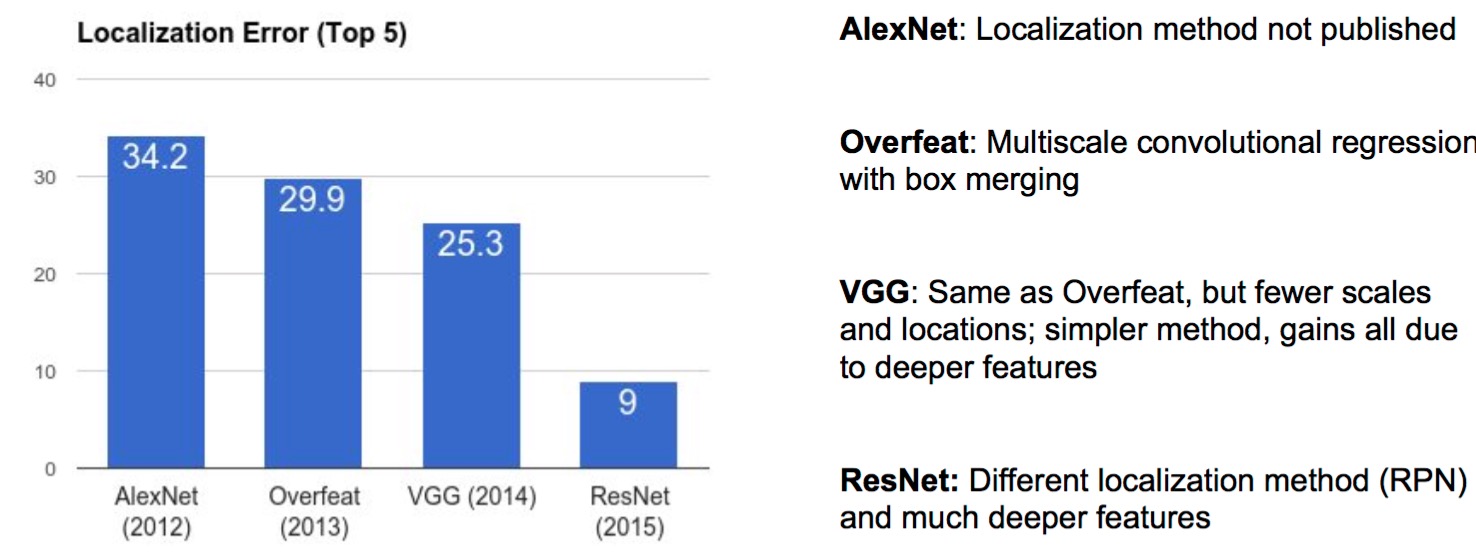 Localization Error (Top 5)
40
30
20
10
0
34.2
29.9
25.3
9
AlexNet
(2012)
Overfeat
(2013)
VGG (2014)
ResNet
(2015)
AlexNet: Localization method not published
Overfeat: Multiscale convolutional regression
with box merging
VGG: Same as Overfeat, but fewer scales
and locations; simpler method, gains all due
to deeper features
ResNet: Different localization method (RPN)
and much deeper features